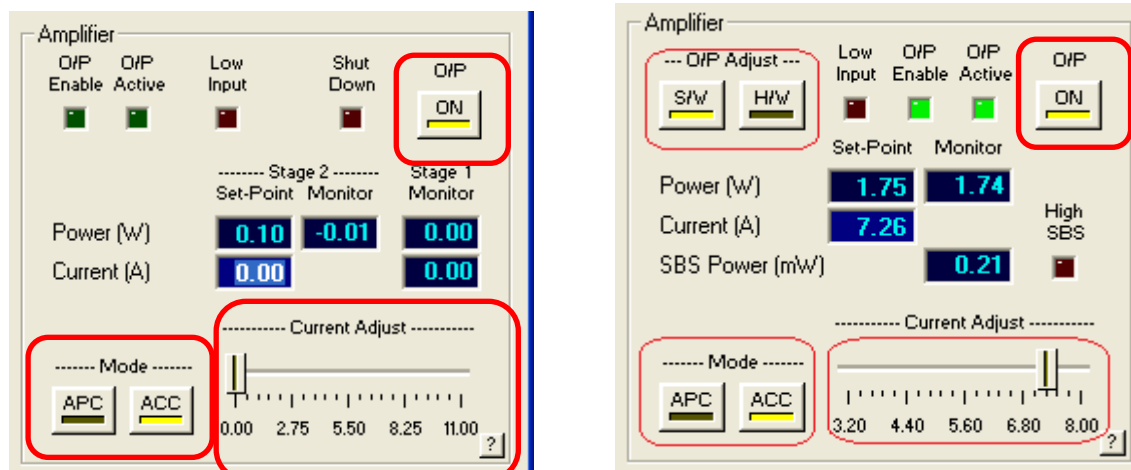 Amplifier
O/P Enable
O/P Active
Low Input
Shut Down
O/P
ON
-------- Stage 2 --------
Stage 1
Set-Point Monitor Monitor
Power (W) 0.10 -0.01 0.00
Current (A) 0.00 0.00
----------- Current Adjust -----------
------- Mode -------
APC ACC
0.00 2.75 5.50 8.25 11.00
?
Amplifier
--- O/P Adjust ---
S/W H/W
Low Input
O/P Enable
O/P Active
O/P
ON
Set-Point Monitor
Power (W) 1.75 1.74
Current (A) 7.26
High SBS
SBS Power (mW) 0.21
----------- Current Adjust -----------
------- Mode -------
APC ACC
3.20 4.40 5.60 6.80 8.00
?